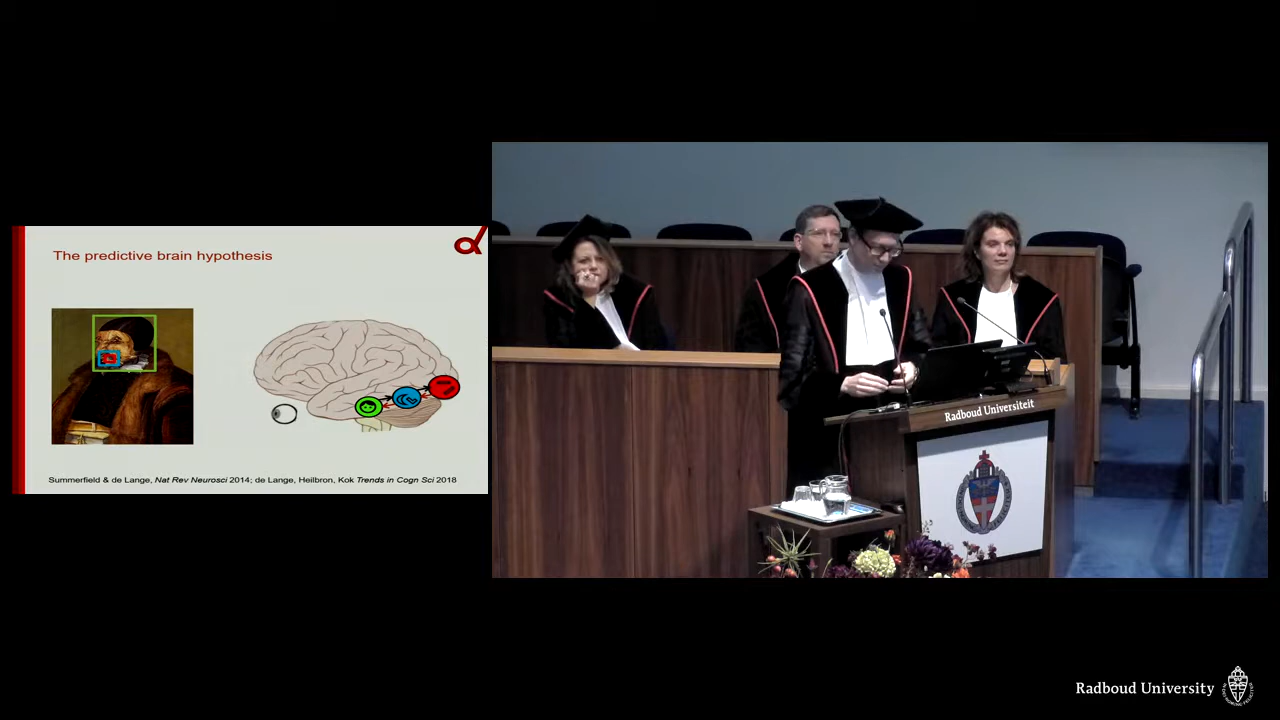 The predictive brain hypothesis
Summerfield & de Lange, Nat Rev Neurosci 2014; de Lange, Heilbron, Kok Trends in Cogn Sci 2018
Radboud Universiteit
Radboud University